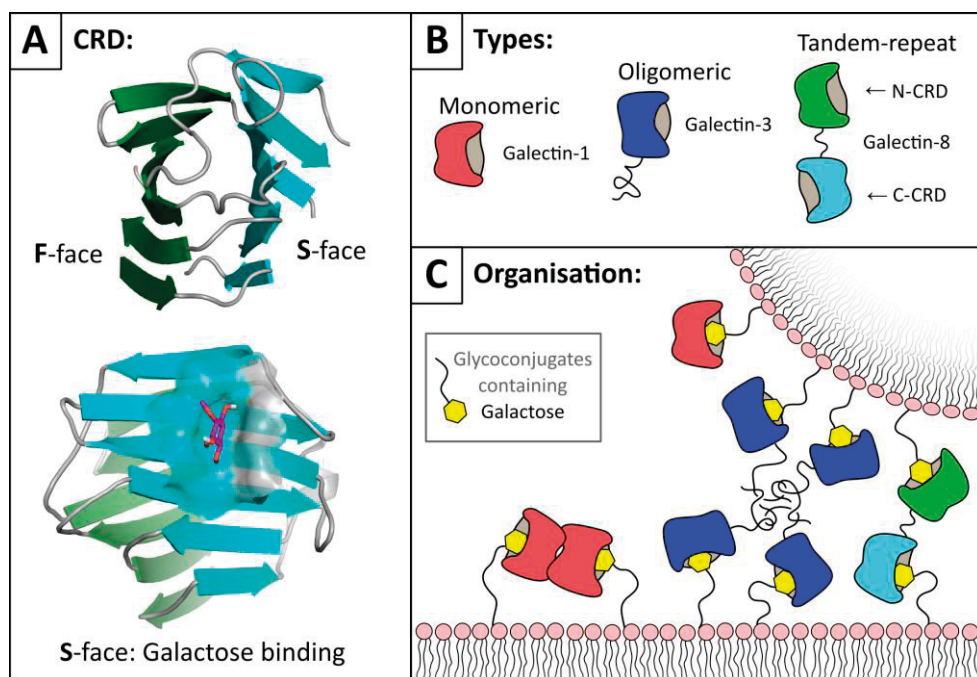 A CRD:
F-face
S-face
S-face: Galactose binding
B Types:
Monomeric
Galectin-1
Oligomeric
Galectin-3
Tandem-repeat
← N-CRD
Galectin-8
← C-CRD
C Organisation:
Glycoconjugates
containing
Galactose